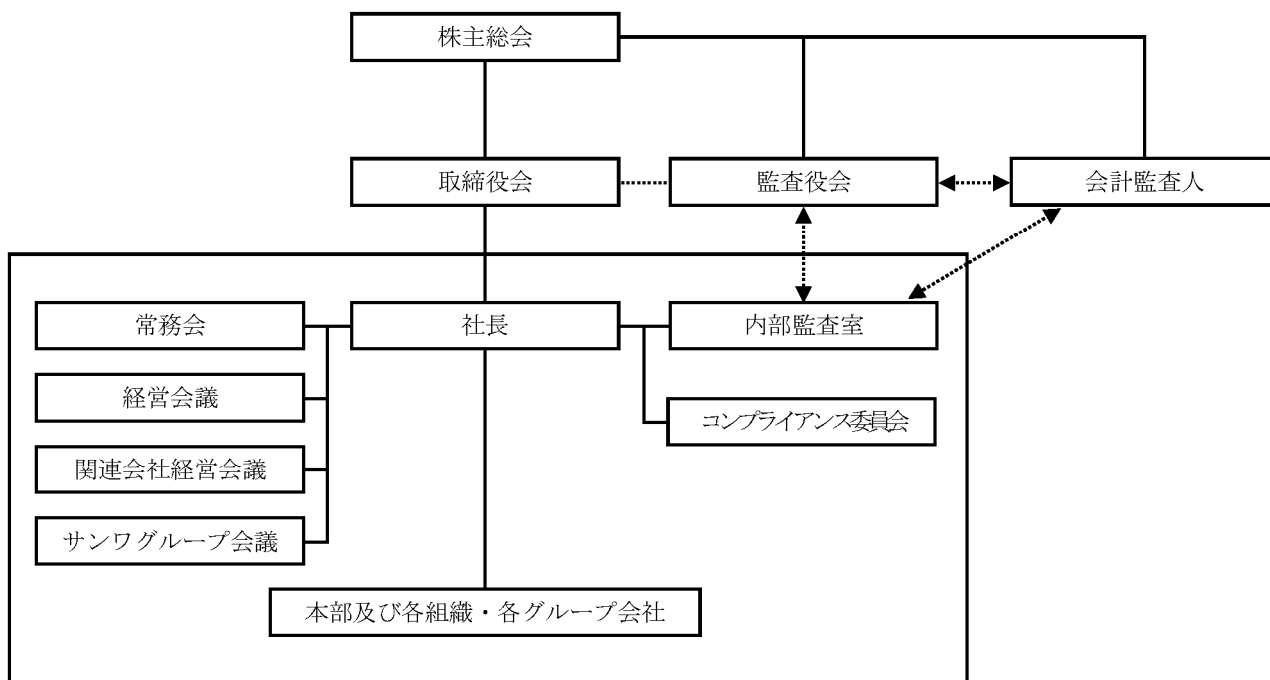 株主総会
取締役会
監査役会
会計監査人
常務会
社長
内部監査室
経営会議
コンプライアンス委員会
関連会社経営会議
サンワグループ会議
本部及び各組織・各グループ会社